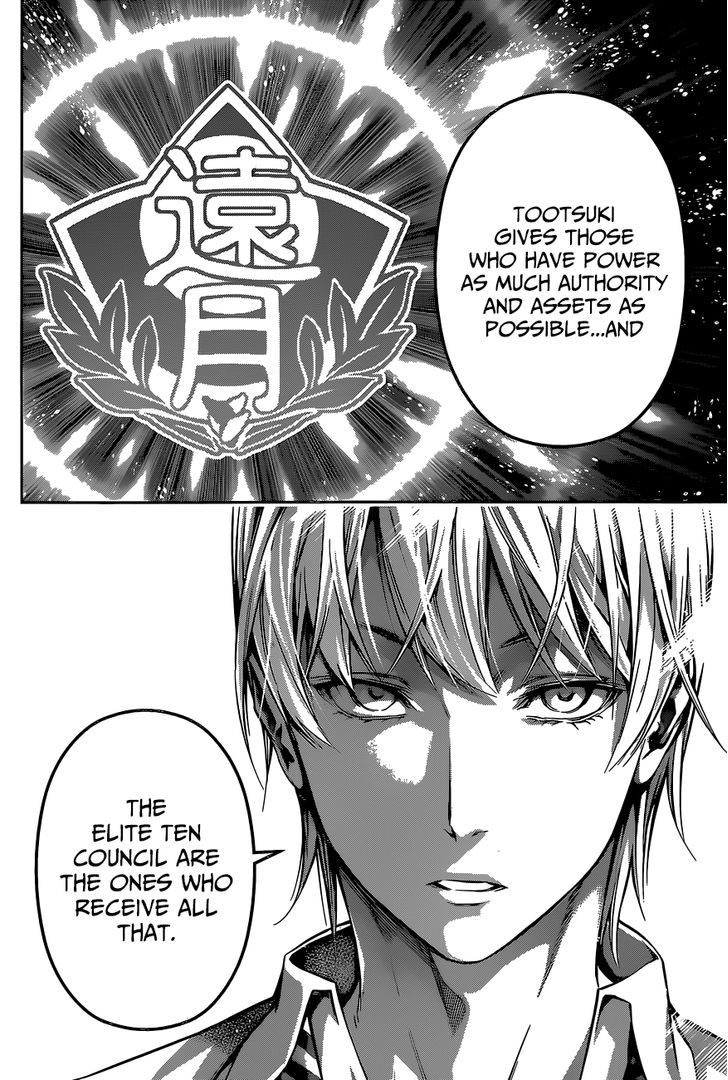 遠月
TOOTSUKI
GIVES THOSE
WHO HAVE POWER
AS MUCH AUTHORITY
AND ASSETS AS
POSSIBLE...AND
THE
ELITE TEN
COUNCIL ARE
THE ONES WHO
RECEIVE ALL
THAT.